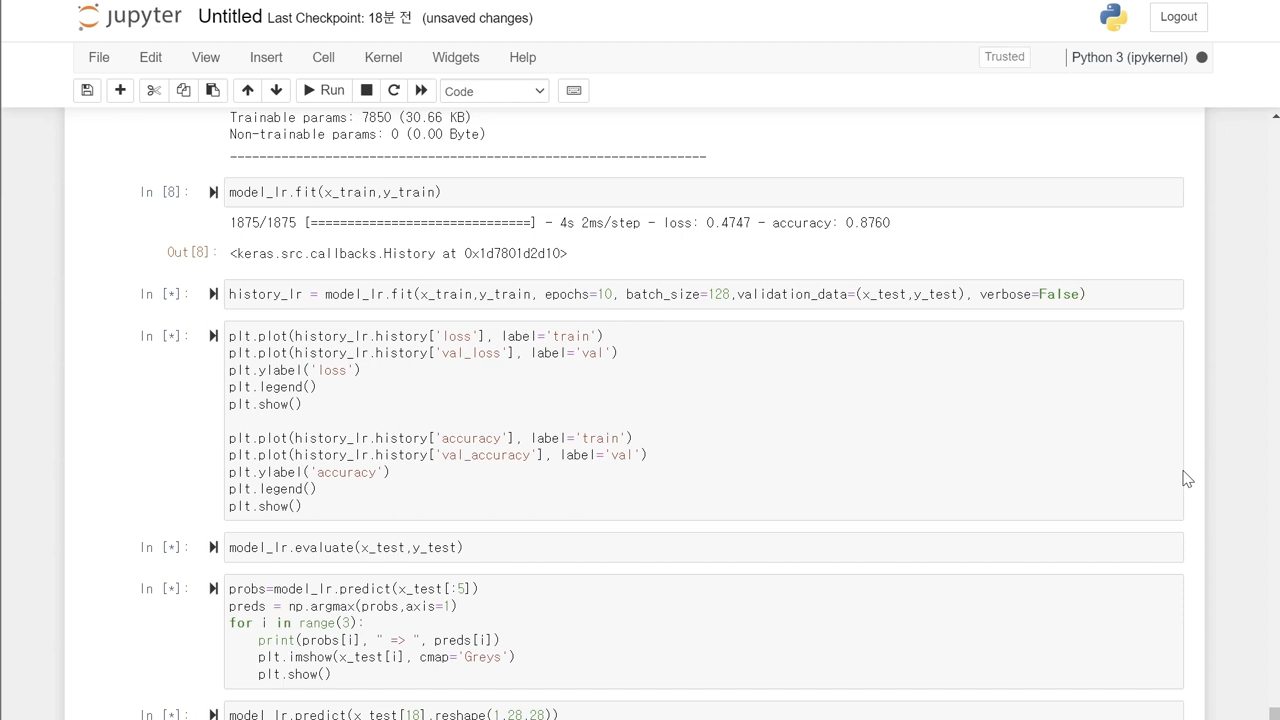 jupyter Untitled Last Checkpoint: 18분 전 (unsaved changes) Logout
File Edit View Insert Cell Kernel Widgets Help Trusted Python 3 (ipykernel)
Run Code
Trainable params: 7850 (30.66 KB)
Non-trainable params: 0 (0.00 Byte)
_________________________________________________________________
In [8]: model_lr.fit(x_train,y_train)
1875/1875 [==============================] - 4s 2ms/step - loss: 0.4747 - accuracy: 0.8760
Out[8]: <keras.src.callbacks.History at 0x1d7801d2d10>
In [*]: history_lr = model_lr.fit(x_train,y_train, epochs=10, batch_size=128,validation_data=(x_test,y_test), verbose=False)
In [*]: plt.plot(history_lr.history['loss'], label='train')
plt.plot(history_lr.history['val_loss'], label='val')
plt.ylabel('loss')
plt.legend()
plt.show()
plt.plot(history_lr.history['accuracy'], label='train')
plt.plot(history_lr.history['val_accuracy'], label='val')
plt.ylabel('accuracy')
plt.legend()
plt.show()
In [*]: model_lr.evaluate(x_test,y_test)
In [*]: probs=model_lr.predict(x_test[:5])
preds = np.argmax(probs,axis=1)
for i in range(3):
    print(probs[i], " => ", preds[i])
    plt.imshow(x_test[i], cmap='Greys')
    plt.show()
In [*]: model_lr.predict(x_test[18].reshape(1,28,28))